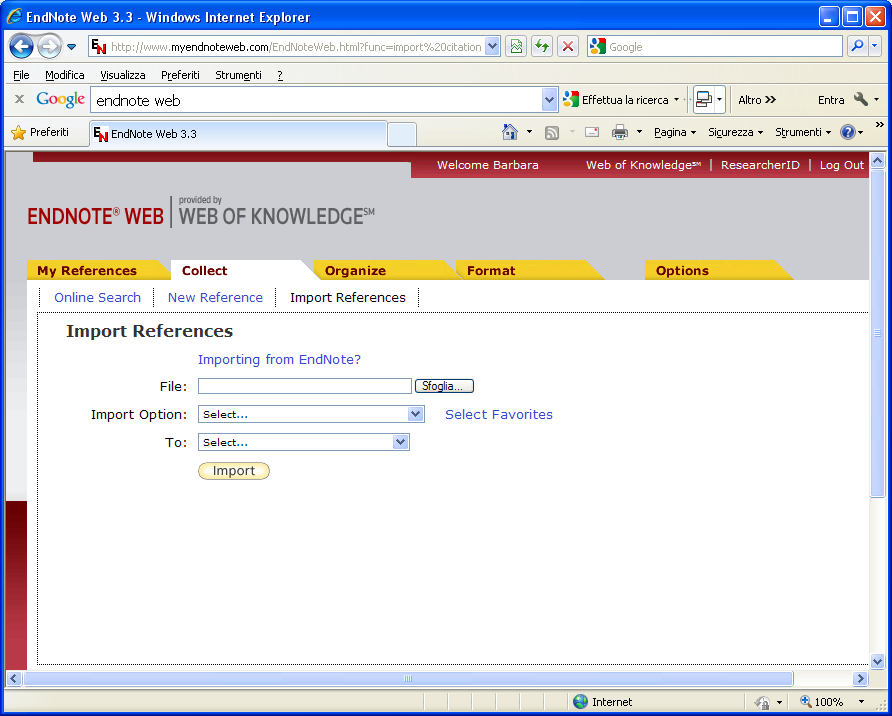 EndNote Web 3.3 - Windows Internet Explorer
http://www.myendnoteweb.com/EndNoteWeb.html?func=import%20citation
Google
File Modifica Visualizza Preferiti Strumenti ?
x Google endnote web Effettua la ricerca Altro >> Entra
Preferiti EN EndNote Web 3.3 Pagina Sicurezza Strumenti ? >>
Welcome Barbara Web of Knowledge℠ | ResearcherID | Log Out
provided by
ENDNOTE® WEB | WEB OF KNOWLEDGE℠
My References Collect Organize Format Options
Online Search New Reference Import References
Import References
Importing from EndNote?
File: Sfoglia...
Import Option: Select... Select Favorites
To: Select...
Import
Internet 100%